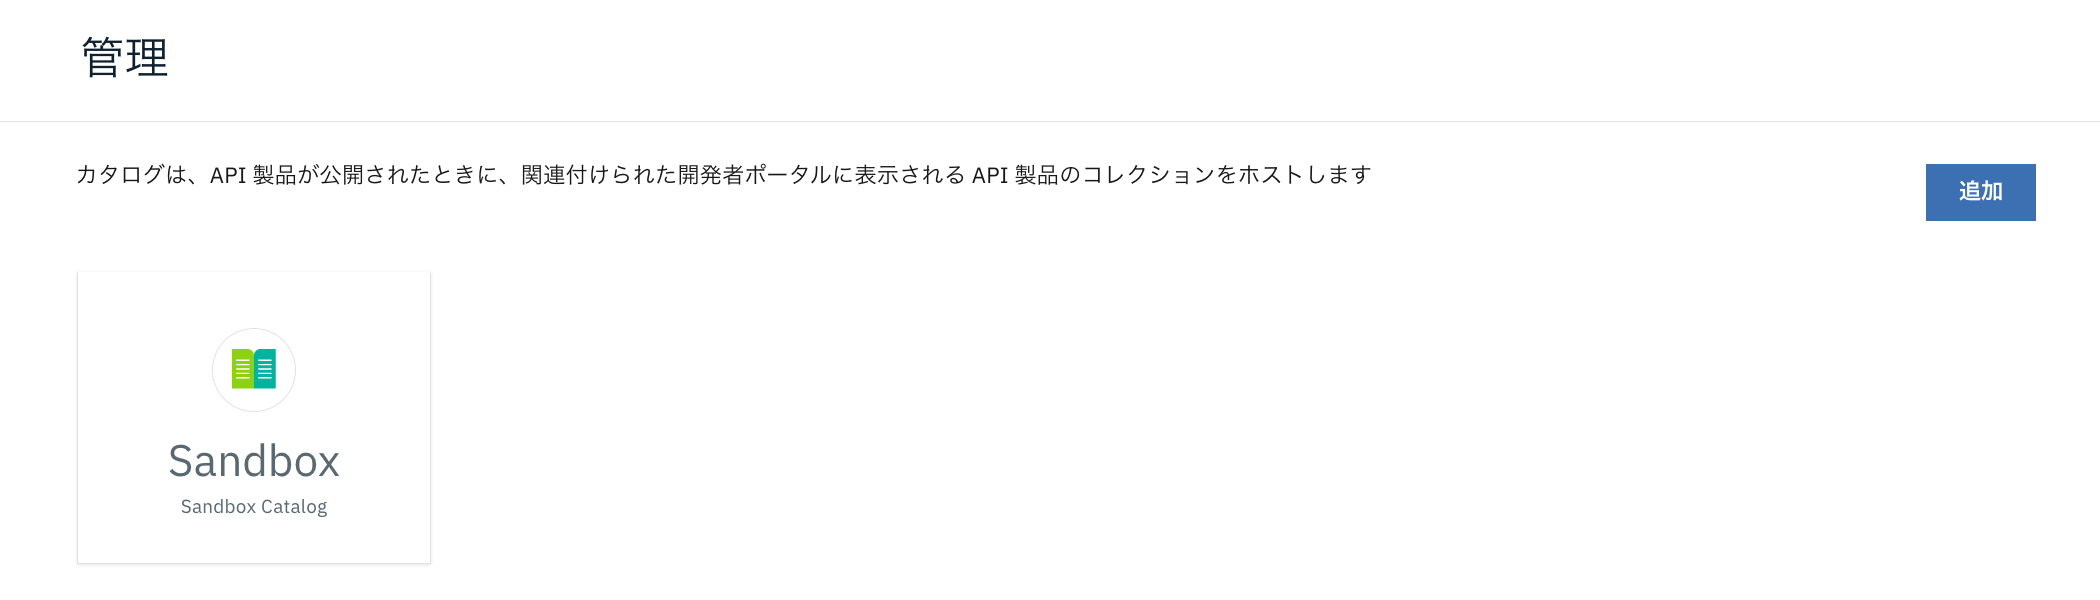 管理
カタログは、API 製品が公開されたときに、関連付けられた開発者ポータルに表示される API 製品のコレクションをホストします
追加
Sandbox
Sandbox Catalog